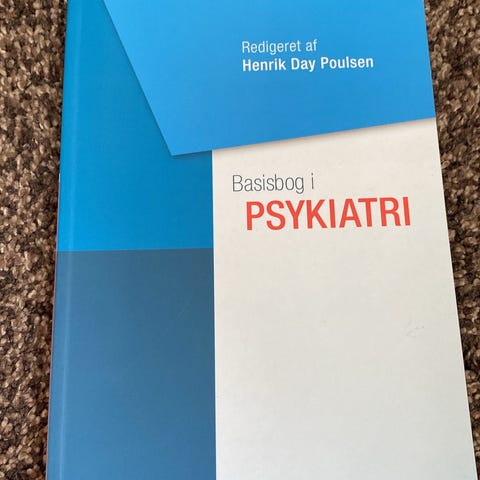 Redigeret af
Henrik Day Poulsen
Basisbog i
PSYKIATRI